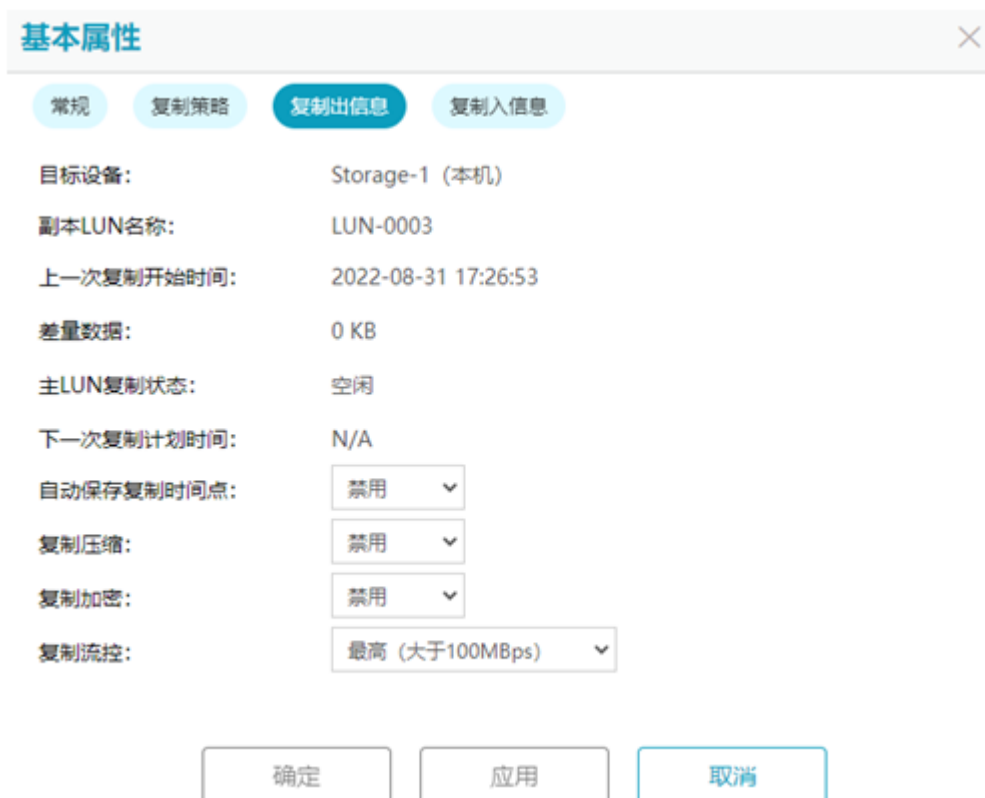 基本属性
常规 复制策略 复制出信息 复制入信息
目标设备: Storage-1（本机）
副本LUN名称: LUN-0003
上一次复制开始时间: 2022-08-31 17:26:53
差量数据: 0 KB
主LUN复制状态: 空闲
下一次复制计划时间: N/A
自动保存复制时间点: 禁用
复制压缩: 禁用
复制加密: 禁用
复制流控: 最高（大于100MBps）
确定 应用 取消